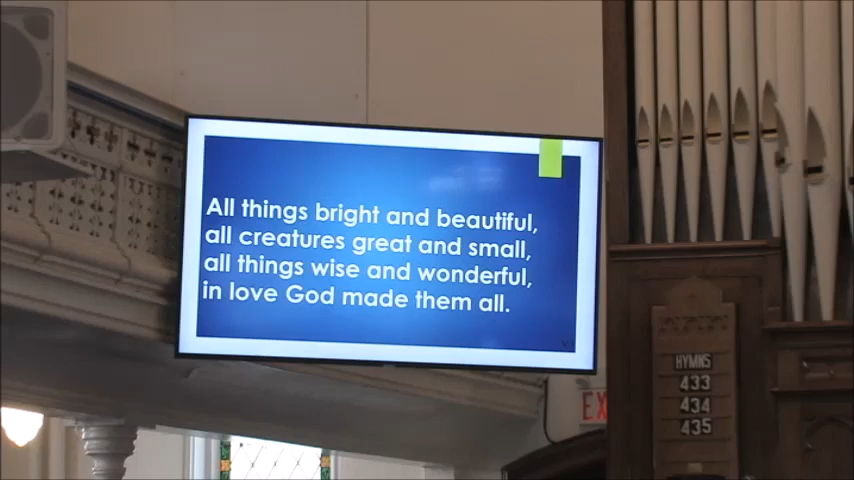 All things bright and beautiful,
all creatures great and small,
all things wise and wonderful,
in love God made them all.
EX
HYMNS
433
434
435